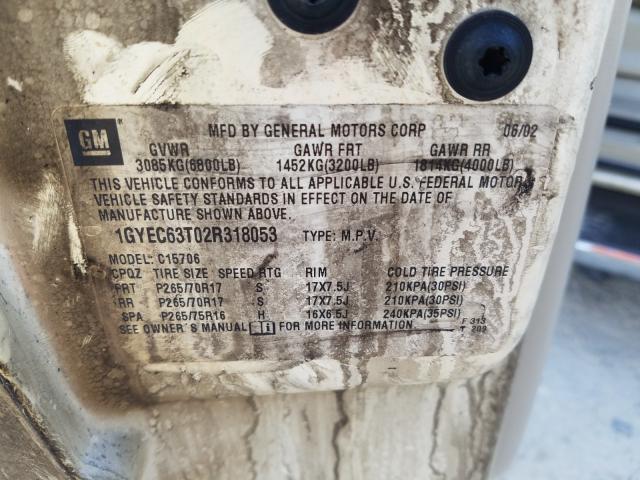 MFD BY GENERAL MOTORS CORP 06/02
GM
GVWR GAWR FRT GAWR RR
3085KG(6800LB) 1452KG(3200LB) 1814KG(4000LB)
THIS VEHICLE CONFORMS TO ALL APPLICABLE U.S. FEDERAL MOTOR
VEHICLE SAFETY STANDARDS IN EFFECT ON THE DATE OF
MANUFACTURE SHOWN ABOVE.
1GYEC63T02R318053 TYPE: M.P.V.
MODEL: C15706
CPQZ TIRE SIZE SPEED RTG RIM COLD TIRE PRESSURE
FRT P265/70R17 S 17X7.5J 210KPA(30PSI)
RR P265/70R17 S 17X7.5J 210KPA(30PSI)
SPA P265/75R16 H 16X6.5J 240KPA(35PSI)
SEE OWNER'S MANUAL FOR MORE INFORMATION.
F 313
T 209